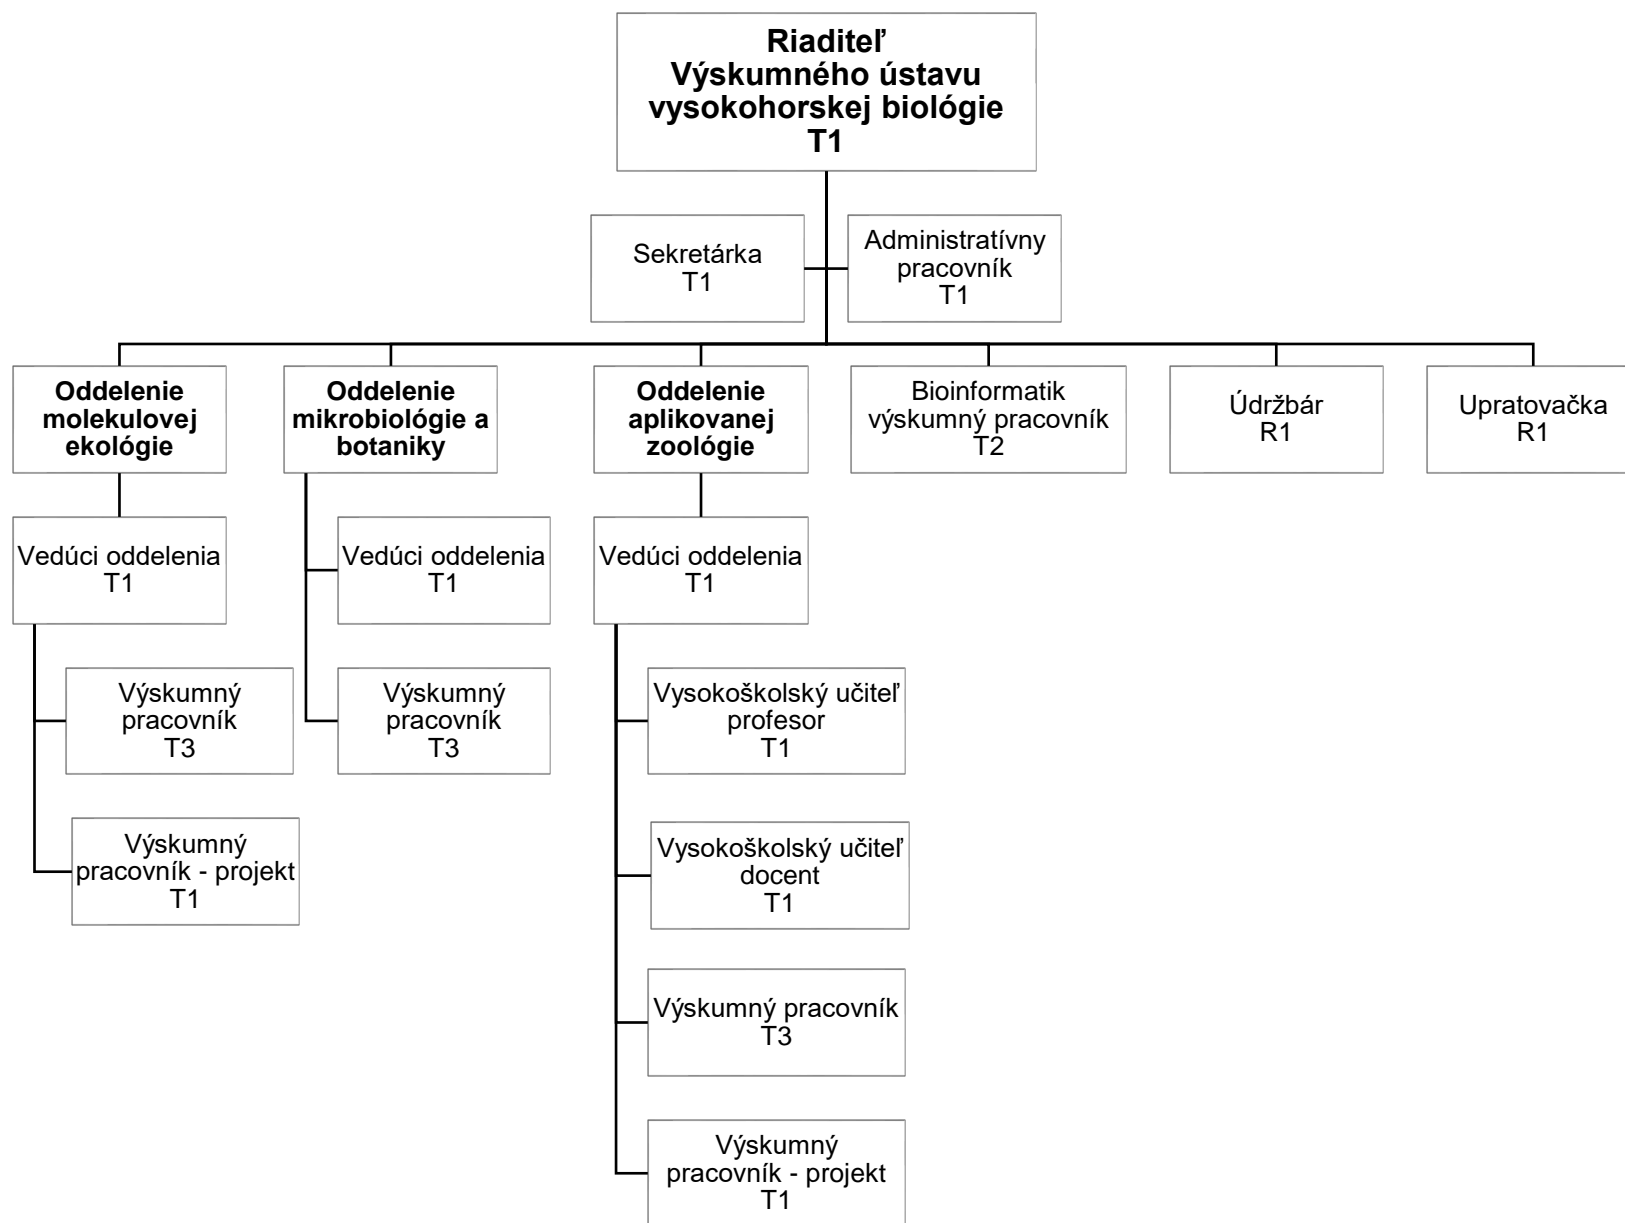 Riaditeľ
Výskumného ústavu
vysokohorskej biológie
T1
Sekretárka
T1
Administratívny
pracovník
T1
Oddelenie
molekulovej
ekológie
Oddelenie
mikrobiológie a
botaniky
Oddelenie
aplikovanej
zoológie
Bioinformatik
výskumný pracovník
T2
Údržbár
R1
Upratovačka
R1
Vedúci oddelenia
T1
Vedúci oddelenia
T1
Vedúci oddelenia
T1
Výskumný
pracovník
T3
Výskumný
pracovník
T3
Vysokoškolský učiteľ
profesor
T1
Výskumný
pracovník - projekt
T1
Vysokoškolský učiteľ
docent
T1
Výskumný pracovník
T3
Výskumný
pracovník - projekt
T1